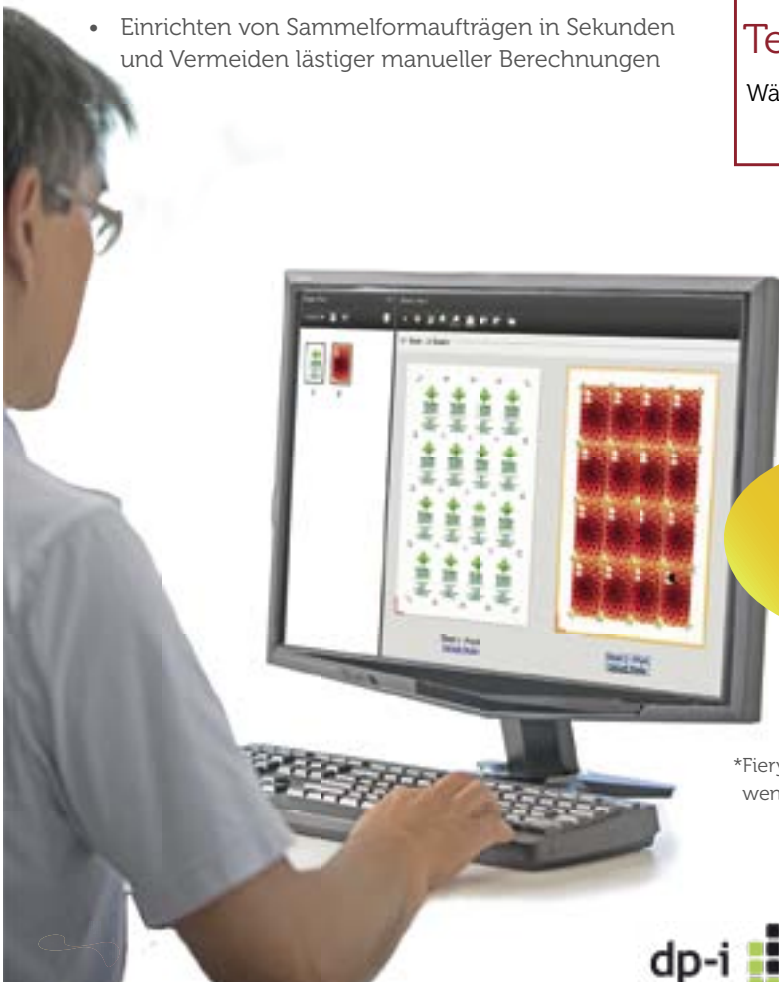 • Einrichten von Sammelformaufträgen in Sekunden
und Vermeiden lästiger manueller Berechnungen
Te
Wä
*Fiery
wen
dp-i